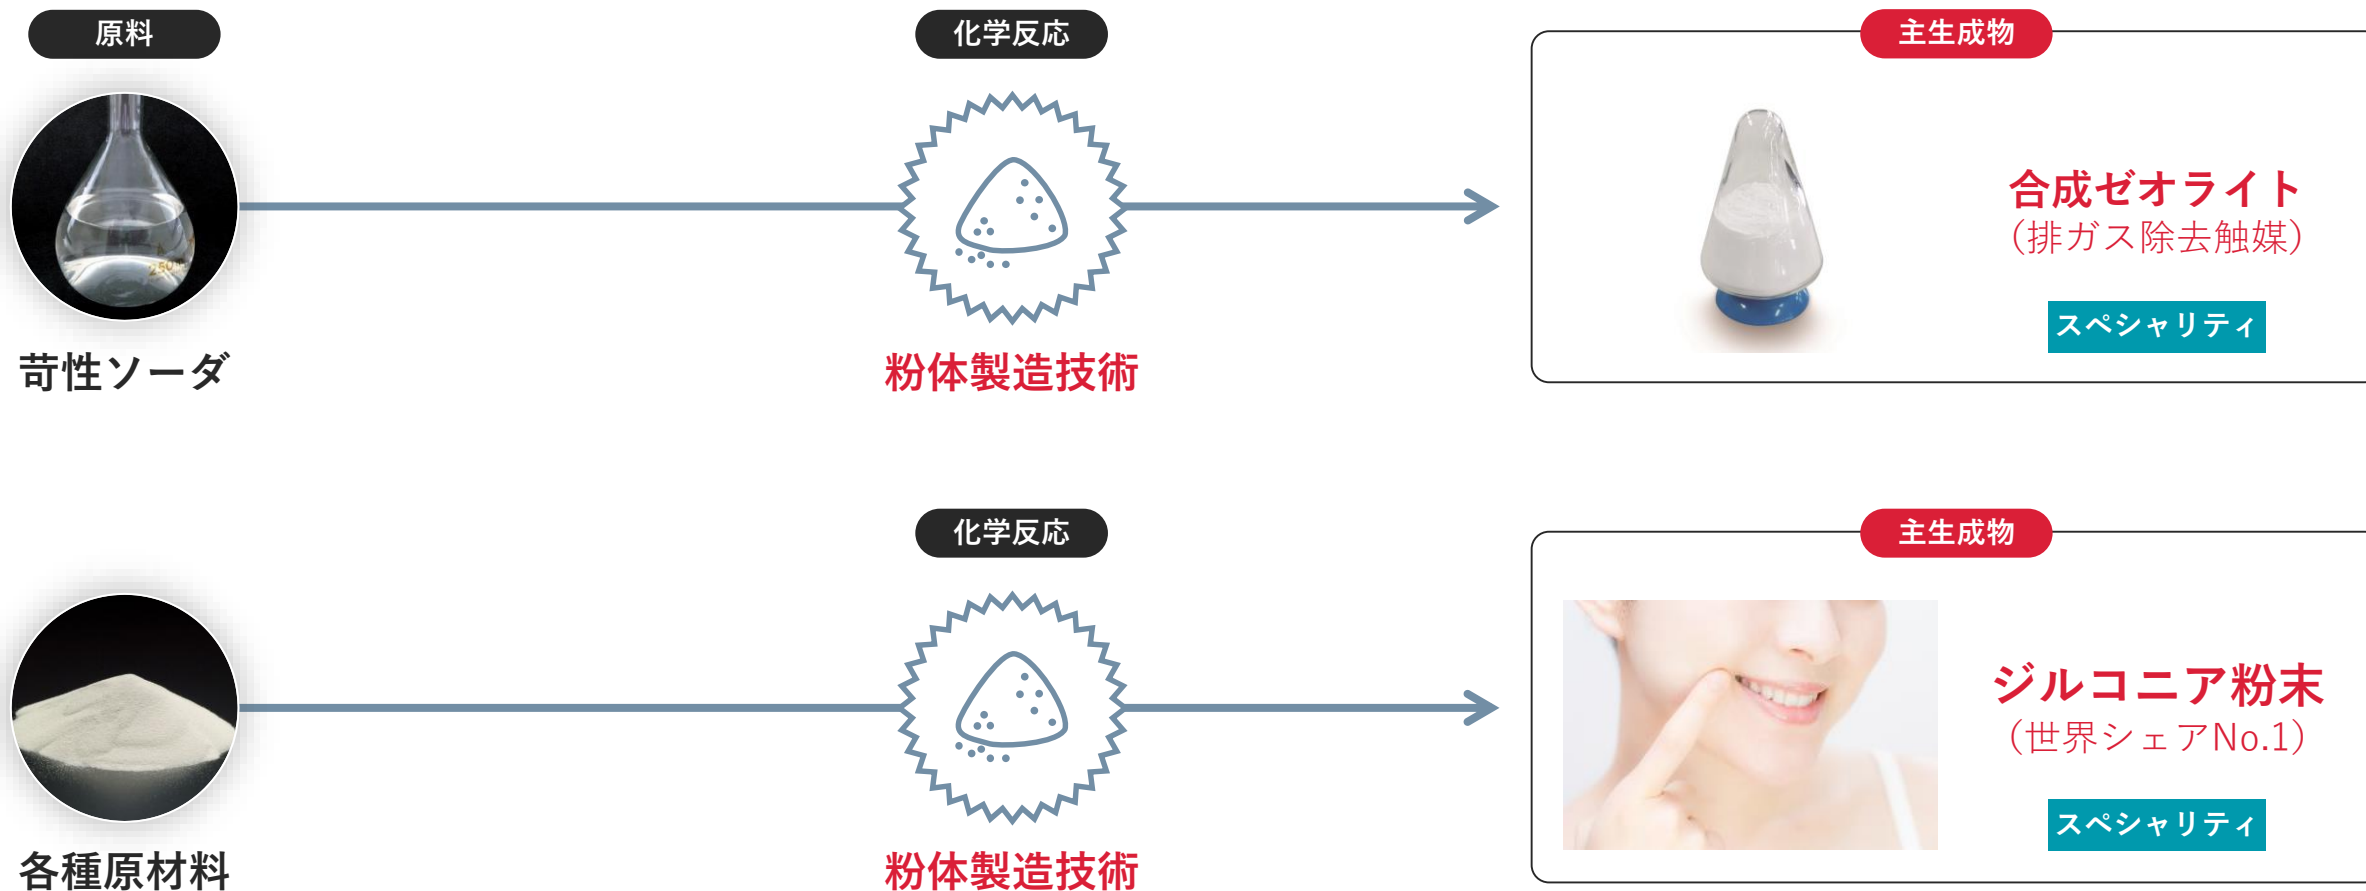 原料
化学反応
主生成物
合成ゼオライト
（排ガス除去触媒）
スペシャリティ
苛性ソーダ
粉体製造技術
化学反応
主生成物
ジルコニア粉末
（世界シェアNo.1）
スペシャリティ
各種原材料
粉体製造技術